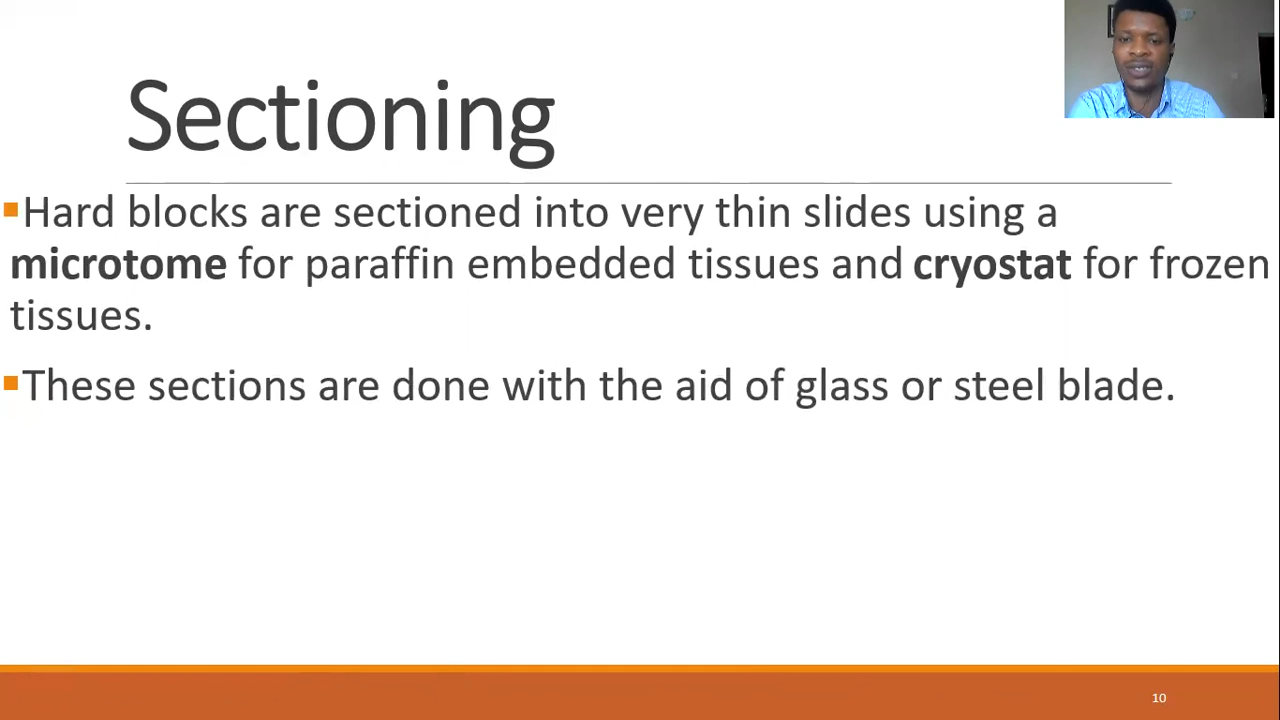 Sectioning
▪Hard blocks are sectioned into very thin slides using a
microtome for paraffin embedded tissues and cryostat for frozen
tissues.
▪These sections are done with the aid of glass or steel blade.
10